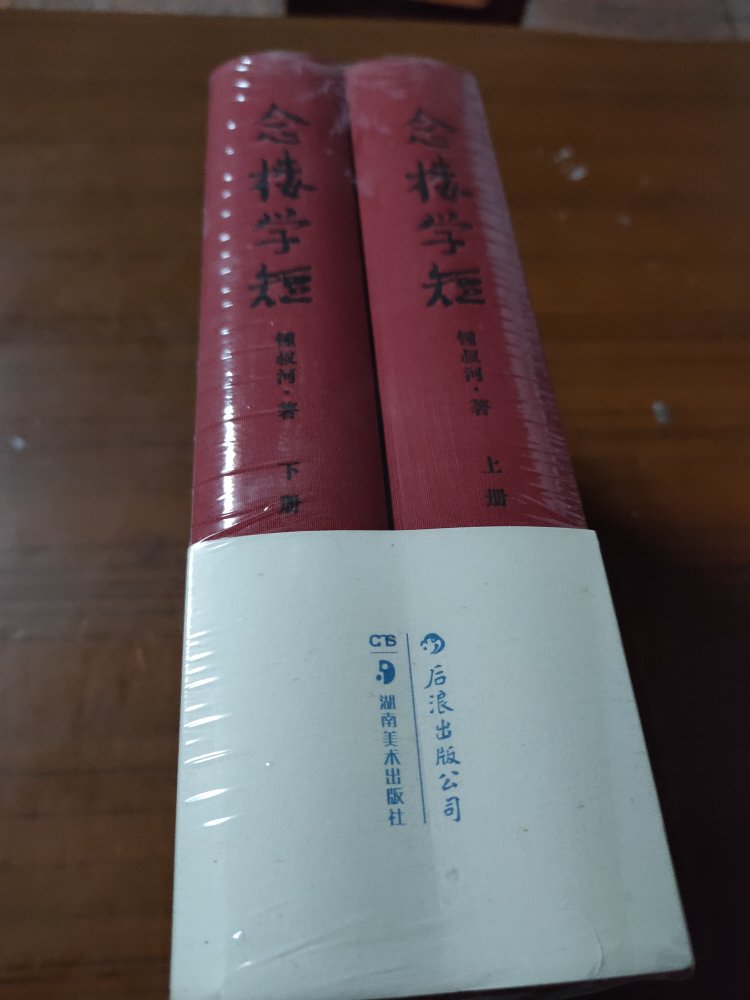 念楼学短
锺叔河·著
上册
念楼学短
锺叔河·著
下册
后浪出版公司
CTS
湖南美术出版社